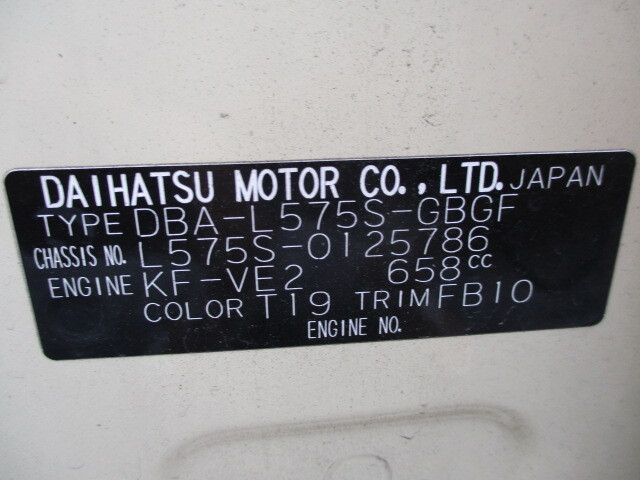 DAIHATSU MOTOR CO., LTD. JAPAN
TYPE DBA-L575S-GBGF
CHASSIS NO. L575S-0125786
ENGINE KF-VE2 658cc
COLOR T19 TRIM FB10
ENGINE NO.